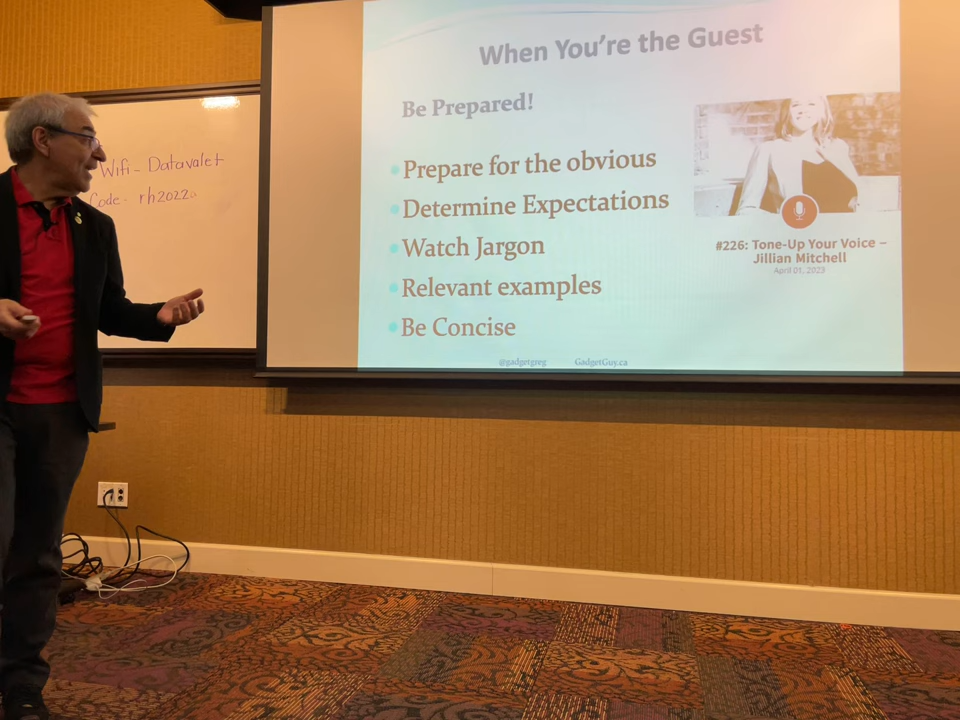 Wifi - Datavalet
Code - rh2022
When You're the Guest
Be Prepared!
Prepare for the obvious
Determine Expectations
Watch Jargon
Relevant examples
Be Concise
#226: Tone-Up Your Voice –
Jillian Mitchell
April 01, 2023
@gadgetgreg GadgetGuy.ca